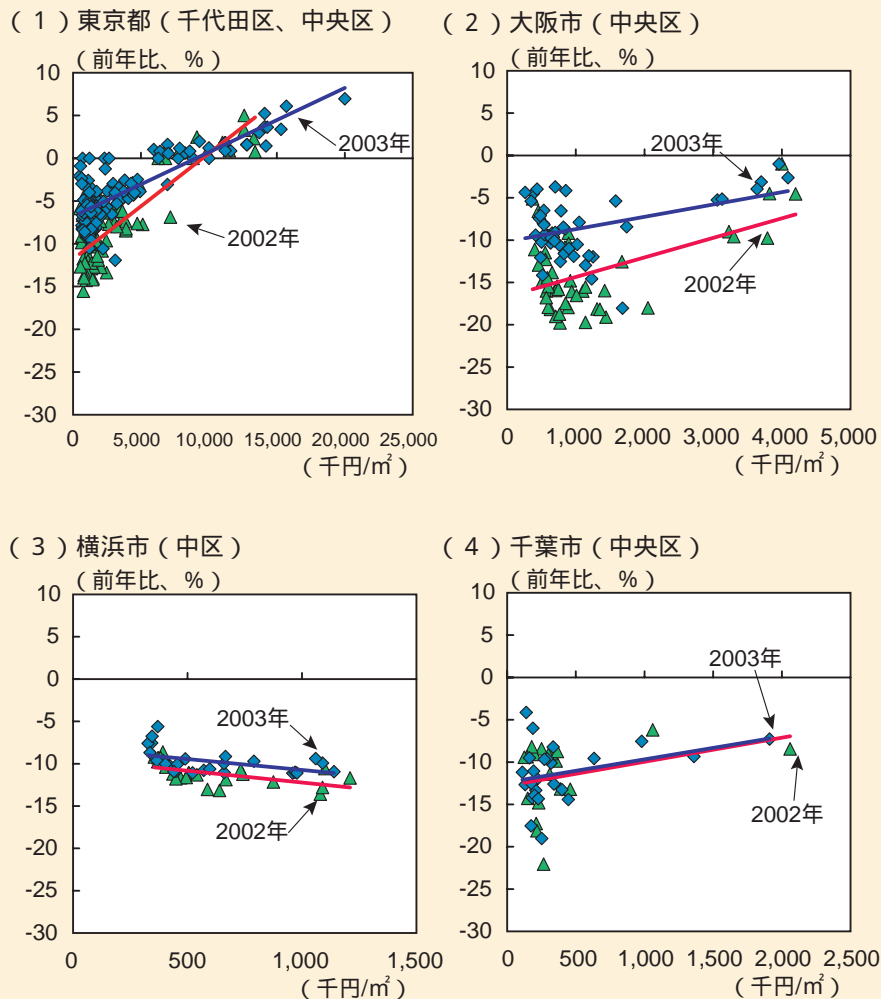 （１）東京都（千代田区、中央区）
（前年比、％）
10
5
0
-5
-10
-15
-20
-25
-30
2003年
2002年
0 5,000 10,000 15,000 20,000 25,000
（千円/㎡）
（２）大阪市（中央区）
（前年比、％）
10
5
0
-5
-10
-15
-20
-25
-30
2003年
2002年
0 1,000 2,000 3,000 4,000 5,000
（千円/㎡）
（３）横浜市（中区）
（前年比、％）
10
5
0
-5
-10
-15
-20
-25
-30
2003年
2002年
0 500 1,000 1,500
（千円/㎡）
（４）千葉市（中央区）
（前年比、％）
10
5
0
-5
-10
-15
-20
-25
-30
2003年
2002年
0 500 1,000 1,500 2,000 2,500
（千円/㎡）